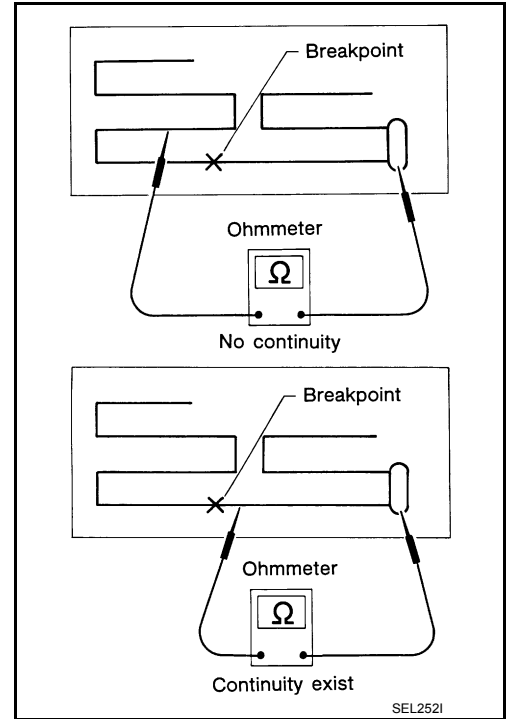 Breakpoint
Ohmmeter
Ω
No continuity
Breakpoint
Ohmmeter
Ω
Continuity exist
SEL252I